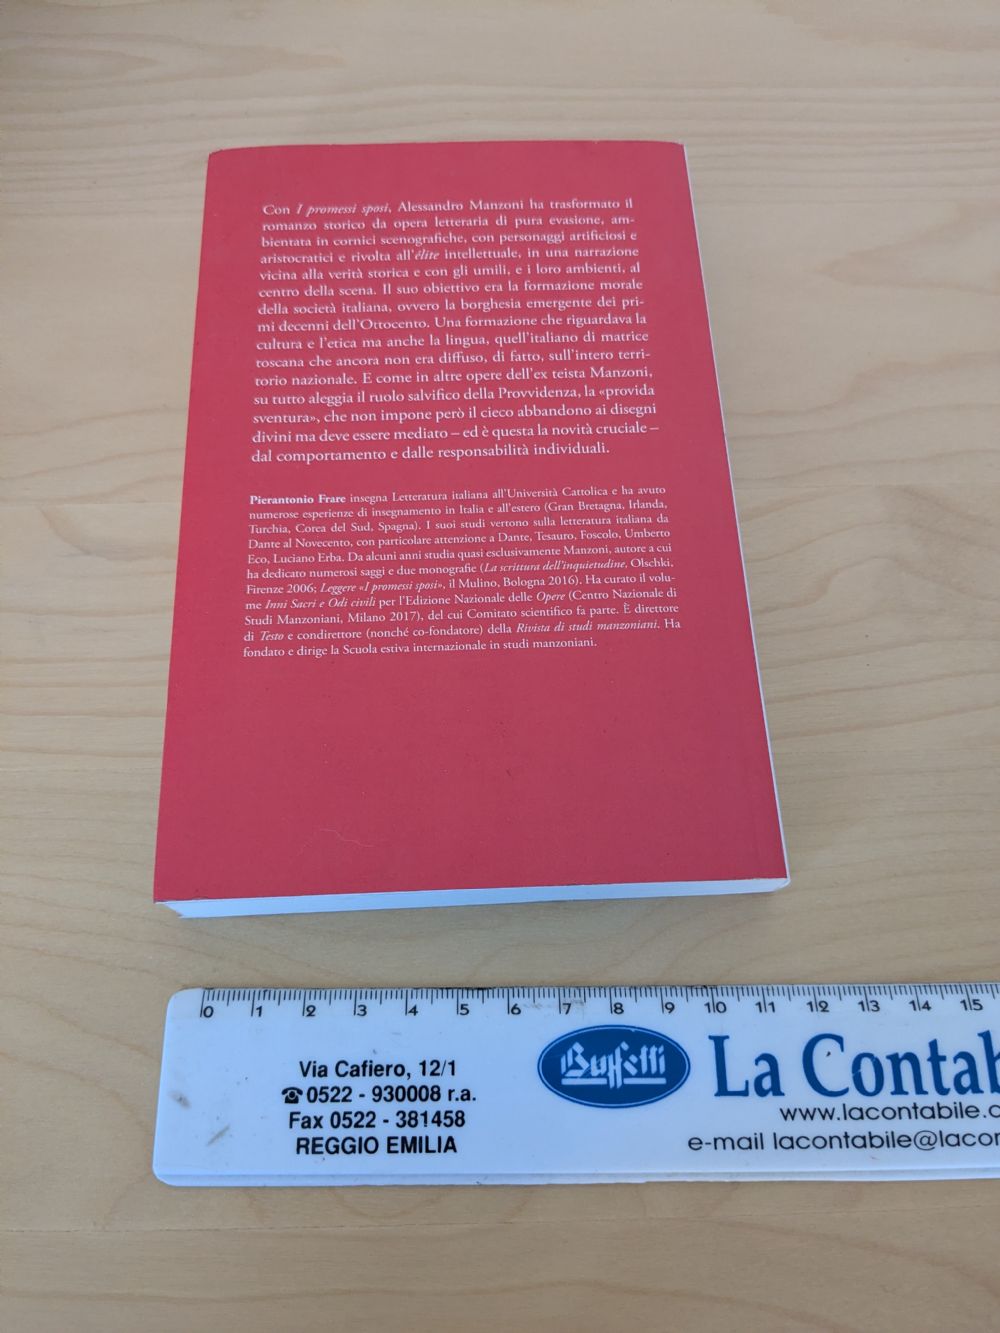 Con I promessi sposi, Alessandro Manzoni ha trasformato il
romanzo storico da opera letteraria di pura evasione, am-
bientata in cornici scenografiche, con personaggi artificiosi e
aristocratici e rivolta all'élite intellettuale, in una narrazione
vicina alla verità storica e con gli umili, e i loro ambienti, al
centro della scena. Il suo obiettivo era la formazione morale
della società italiana, ovvero la borghesia emergente dei pri-
mi decenni dell'Ottocento. Una formazione che riguardava la
cultura e l'etica ma anche la lingua, quell'italiano di matrice
toscana che ancora non era diffuso, di fatto, sull'intero terri-
torio nazionale. E come in altre opere dell'ex teista Manzoni,
su tutto aleggia il ruolo salvifico della Provvidenza, la «provida
sventura», che non impone però il cieco abbandono ai disegni
divini ma deve essere mediato – ed è questa la novità cruciale –
dal comportamento e dalle responsabilità individuali.
Pierantonio Frare insegna Letteratura italiana all'Università Cattolica e ha avuto
numerose esperienze di insegnamento in Italia e all'estero (Gran Bretagna, Irlanda,
Turchia, Corea del Sud, Spagna). I suoi studi vertono sulla letteratura italiana da
Dante al Novecento, con particolare attenzione a Dante, Tesauro, Foscolo, Umberto
Eco, Luciano Erba. Da alcuni anni studia quasi esclusivamente Manzoni, autore a cui
ha dedicato numerosi saggi e due monografie (La scrittura dell'inquietudine, Olschki,
Firenze 2006; Leggere «I promessi sposi», il Mulino, Bologna 2016). Ha curato il volu-
me Inni Sacri e Odi civili per l'Edizione Nazionale delle Opere (Centro Nazionale di
Studi Manzoniani, Milano 2017), del cui Comitato scientifico fa parte. È direttore
di Testo e condirettore (nonché co-fondatore) della Rivista di studi manzoniani. Ha
fondato e dirige la Scuola estiva internazionale in studi manzoniani.
0 1 2 3 4 5 6 7 8 9 10 11 12 13 14 15
Via Cafiero, 12/1
☎0522 - 930008 r.a.
Fax 0522 - 381458
REGGIO EMILIA
Buffetti
La Contab
www.lacontabile.c
e-mail lacontabile@lacon